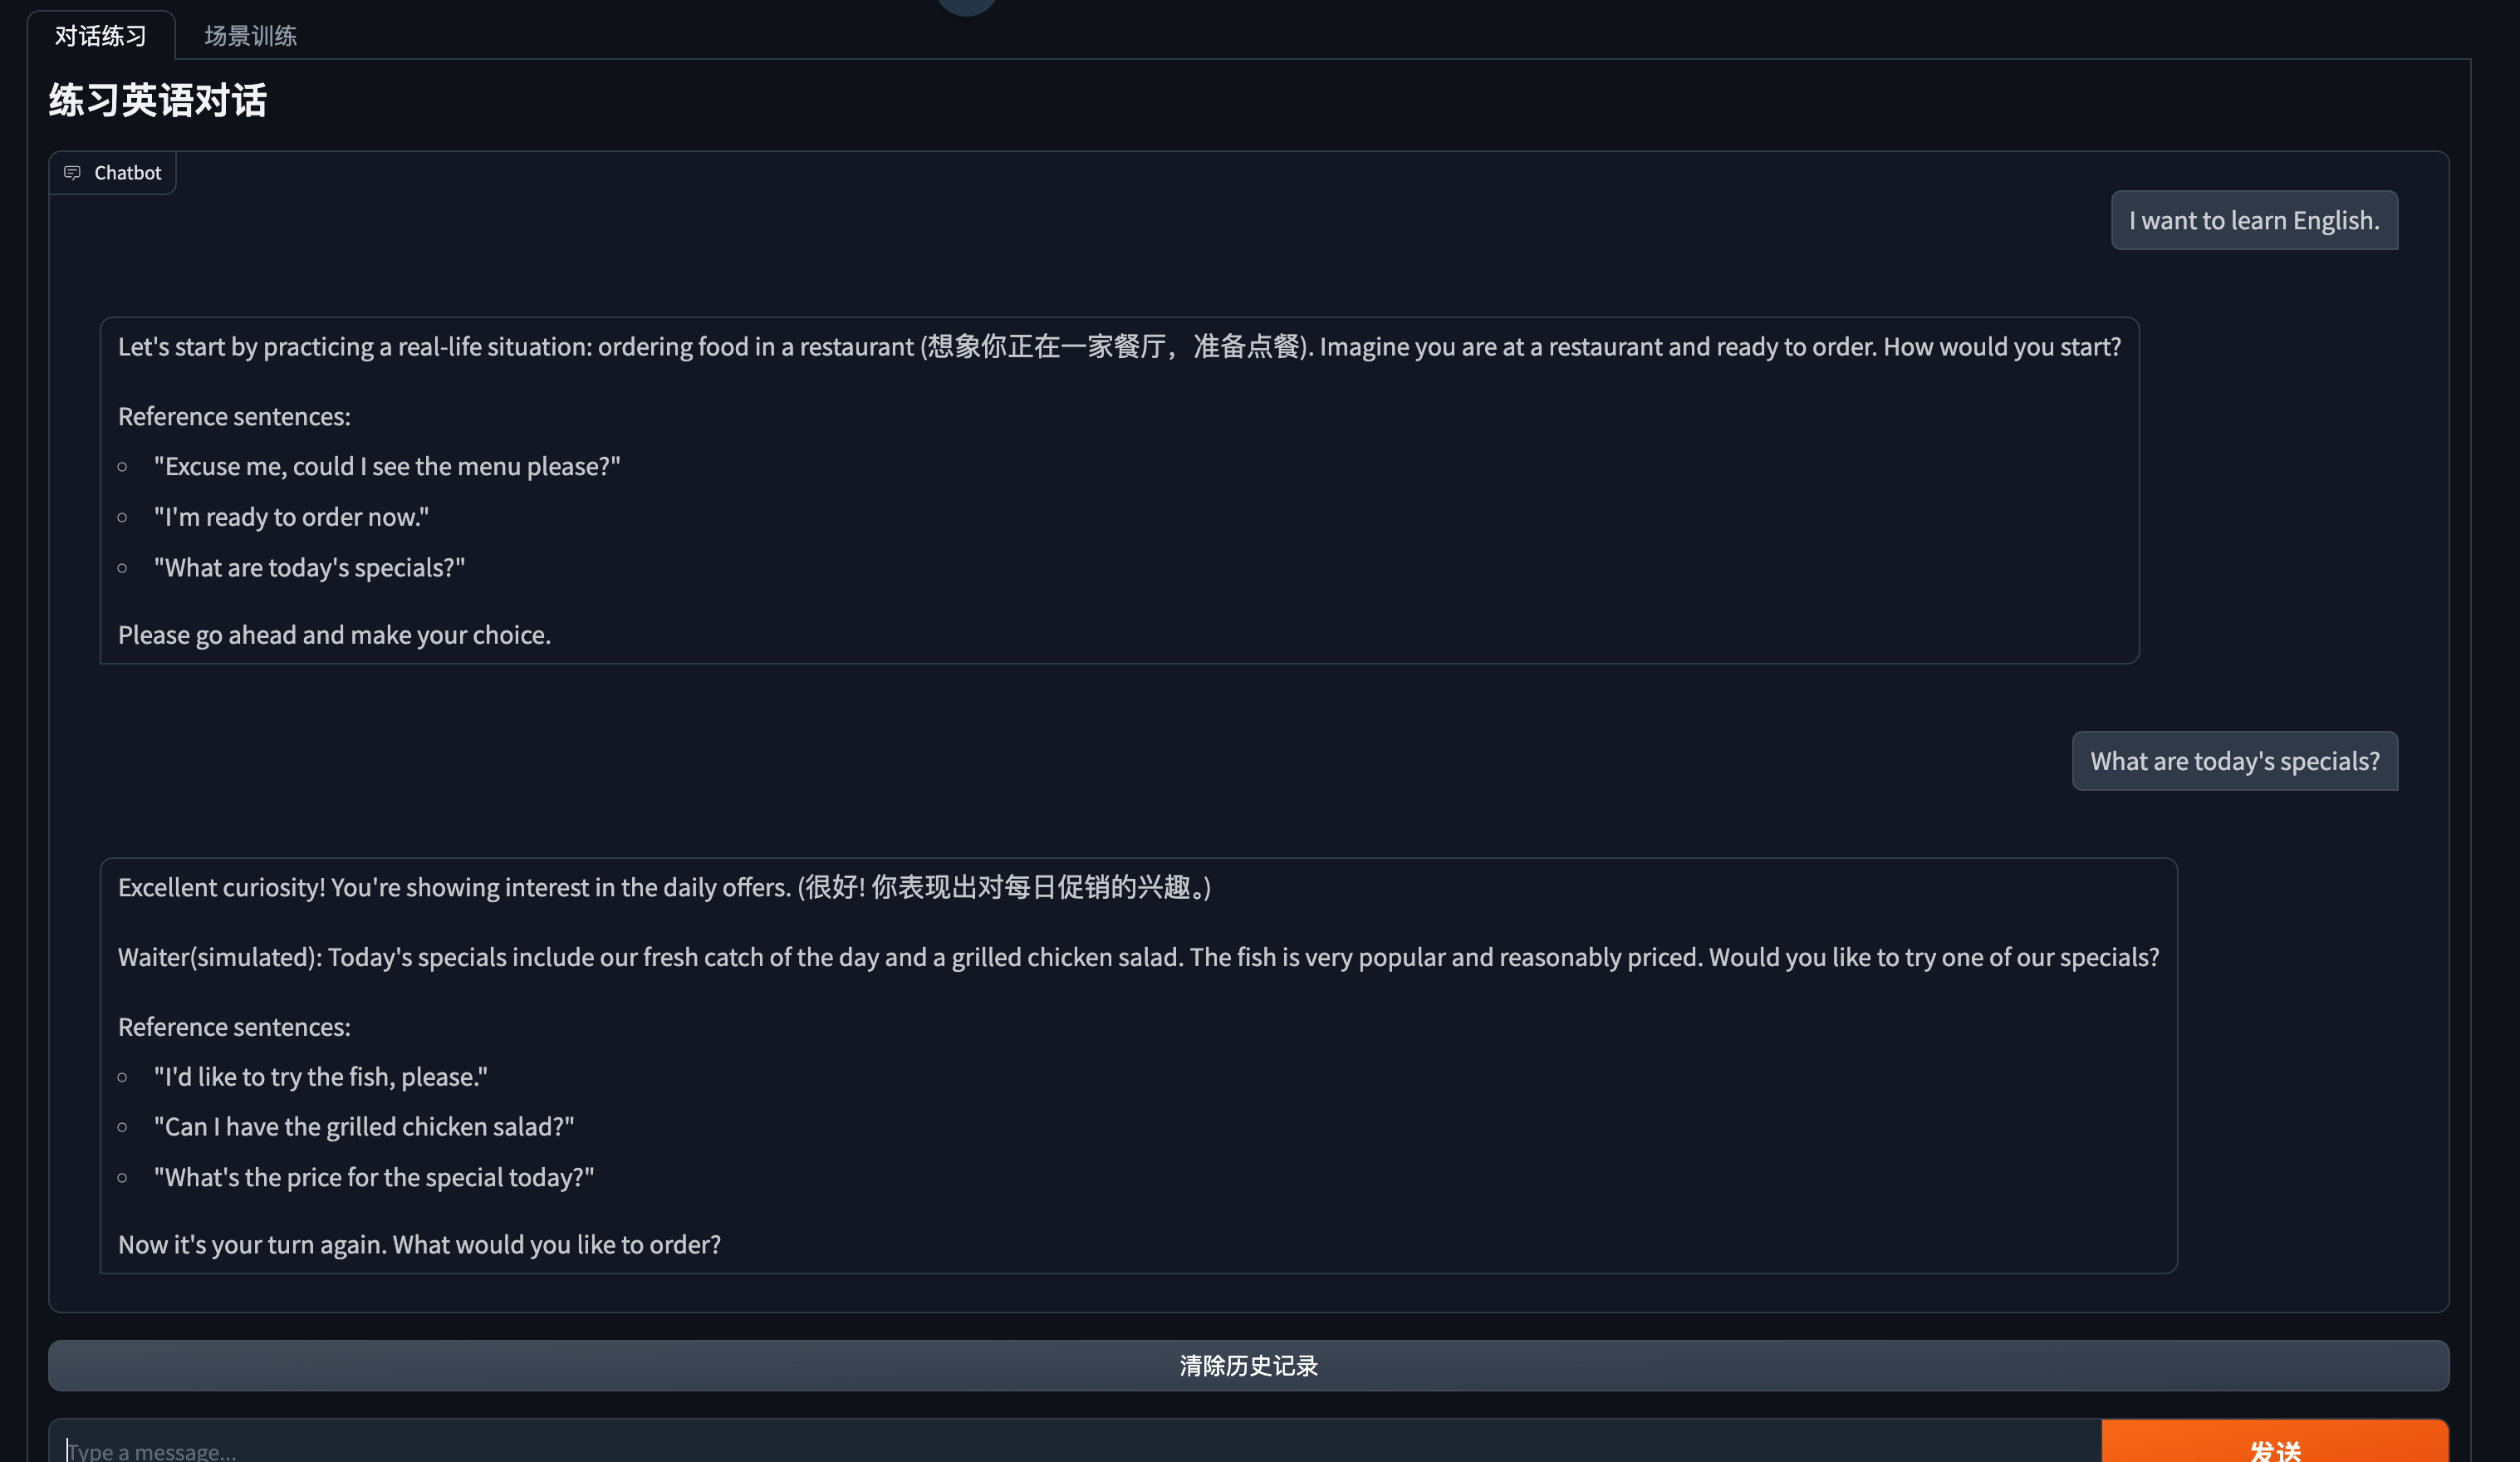 对话练习 场景训练
练习英语对话
Chatbot
I want to learn English.
Let's start by practicing a real-life situation: ordering food in a restaurant (想象你正在一家餐厅，准备点餐). Imagine you are at a restaurant and ready to order. How would you start?
Reference sentences:
"Excuse me, could I see the menu please?"
"I'm ready to order now."
"What are today's specials?"
Please go ahead and make your choice.
What are today's specials?
Excellent curiosity! You're showing interest in the daily offers. (很好! 你表现出对每日促销的兴趣。)
Waiter(simulated): Today's specials include our fresh catch of the day and a grilled chicken salad. The fish is very popular and reasonably priced. Would you like to try one of our specials?
Reference sentences:
"I'd like to try the fish, please."
"Can I have the grilled chicken salad?"
"What's the price for the special today?"
Now it's your turn again. What would you like to order?
清除历史记录
Type a message...
发送